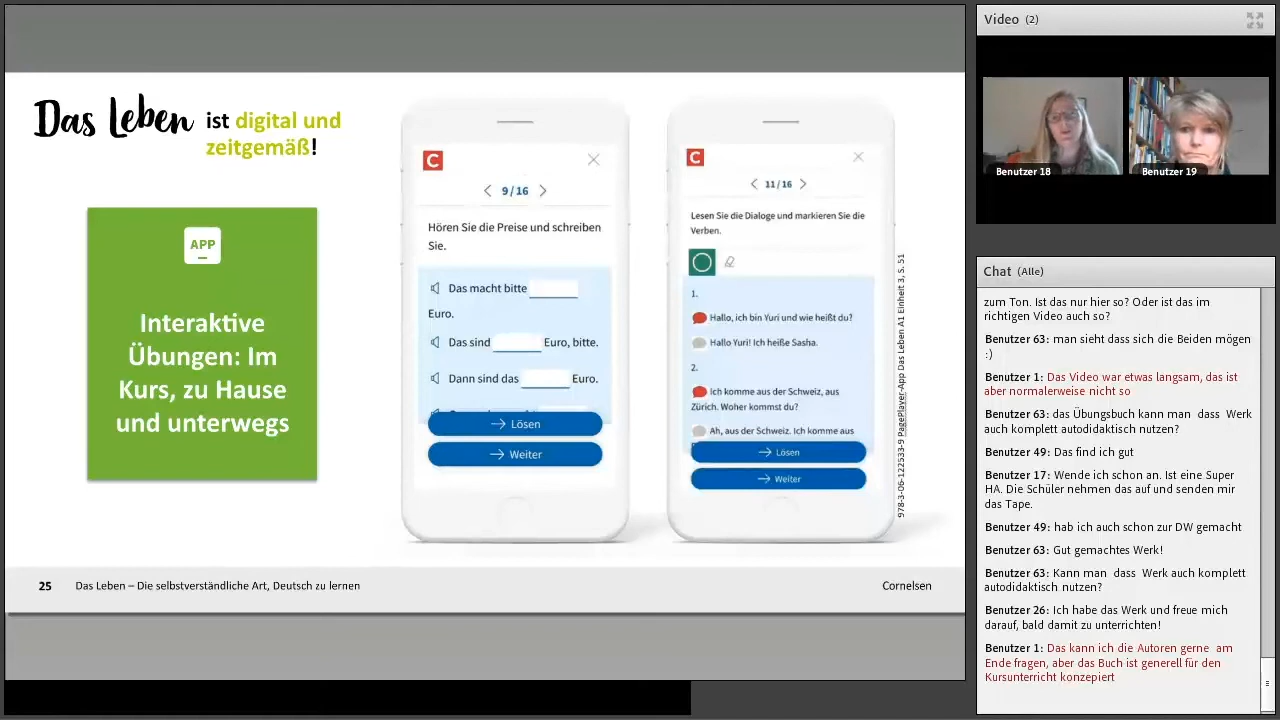 Das Leben ist digital und
zeitgemäß!
APP
Interaktive
Übungen: Im
Kurs, zu Hause
und unterwegs
C
9 / 16
Hören Sie die Preise und schreiben
Sie.
Das macht bitte
Euro.
Das sind Euro, bitte.
Dann sind das Euro.
Lösen
Weiter
C
11 / 16
Lesen Sie die Dialoge und markieren Sie die
Verben.
1.
Hallo, ich bin Yuri und wie heißt du?
Hallo Yuri! Ich heiße Sasha.
2.
Ich komme aus der Schweiz, aus
Zürich. Woher kommst du?
Ah, aus der Schweiz. Ich komme aus
Lösen
Weiter
978-3-06-122533-9 PagePlayer-App Das Leben A1 Einheit 3, S. 51
25 Das Leben – Die selbstverständliche Art, Deutsch zu lernen Cornelsen
Video (2)
Benutzer 18
Benutzer 19
Chat (Alle)
zum Ton. Ist das nur hier so? Oder ist das im
richtigen Video auch so?
Benutzer 63: man sieht dass sich die Beiden mögen
:)
Benutzer 1: Das Video war etwas langsam, das ist
aber normalerweise nicht so
Benutzer 63: das Übungsbuch kann man dass Werk
auch komplett autodidaktisch nutzen?
Benutzer 49: Das find ich gut
Benutzer 17: Wende ich schon an. Ist eine Super
HA. Die Schüler nehmen das auf und senden mir
das Tape.
Benutzer 49: hab ich auch schon zur DW gemacht
Benutzer 63: Gut gemachtes Werk!
Benutzer 63: Kann man dass Werk auch komplett
autodidaktisch nutzen?
Benutzer 26: Ich habe das Werk und freue mich
darauf, bald damit zu unterrichten!
Benutzer 1: Das kann ich die Autoren gerne am
Ende fragen, aber das Buch ist generell für den
Kursunterricht konzepiert